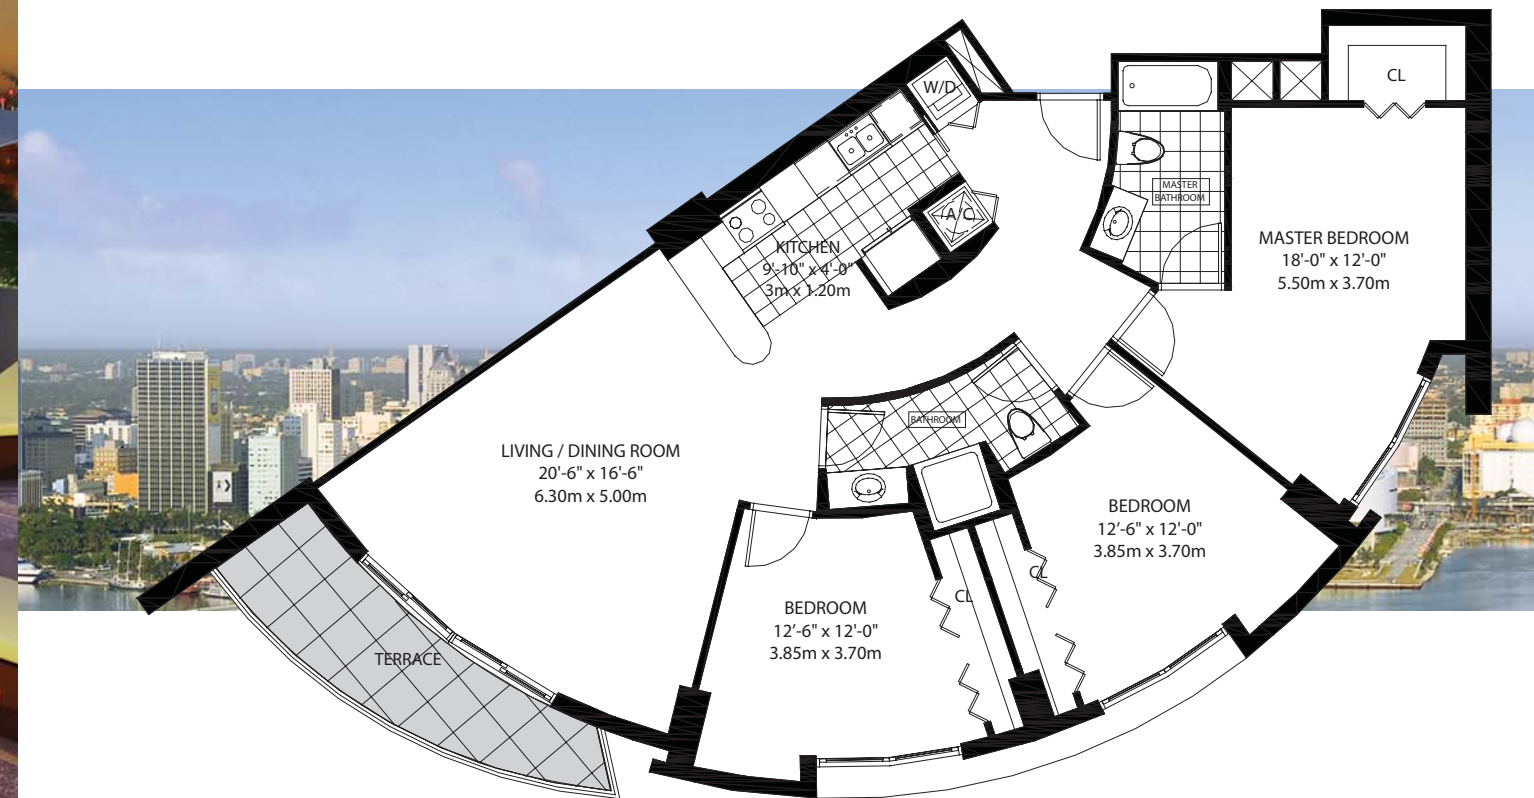 CL
W/D
MASTER
BATHROOM
A/C
KITCHEN
9'-10" x 4'-0"
3m x 1.20m
MASTER BEDROOM
18'-0" x 12'-0"
5.50m x 3.70m
BATHROOM
LIVING / DINING ROOM
20'-6" x 16'-6"
6.30m x 5.00m
BEDROOM
12'-6" x 12'-0"
3.85m x 3.70m
CL
CL
BEDROOM
12'-6" x 12'-0"
3.85m x 3.70m
TERRACE